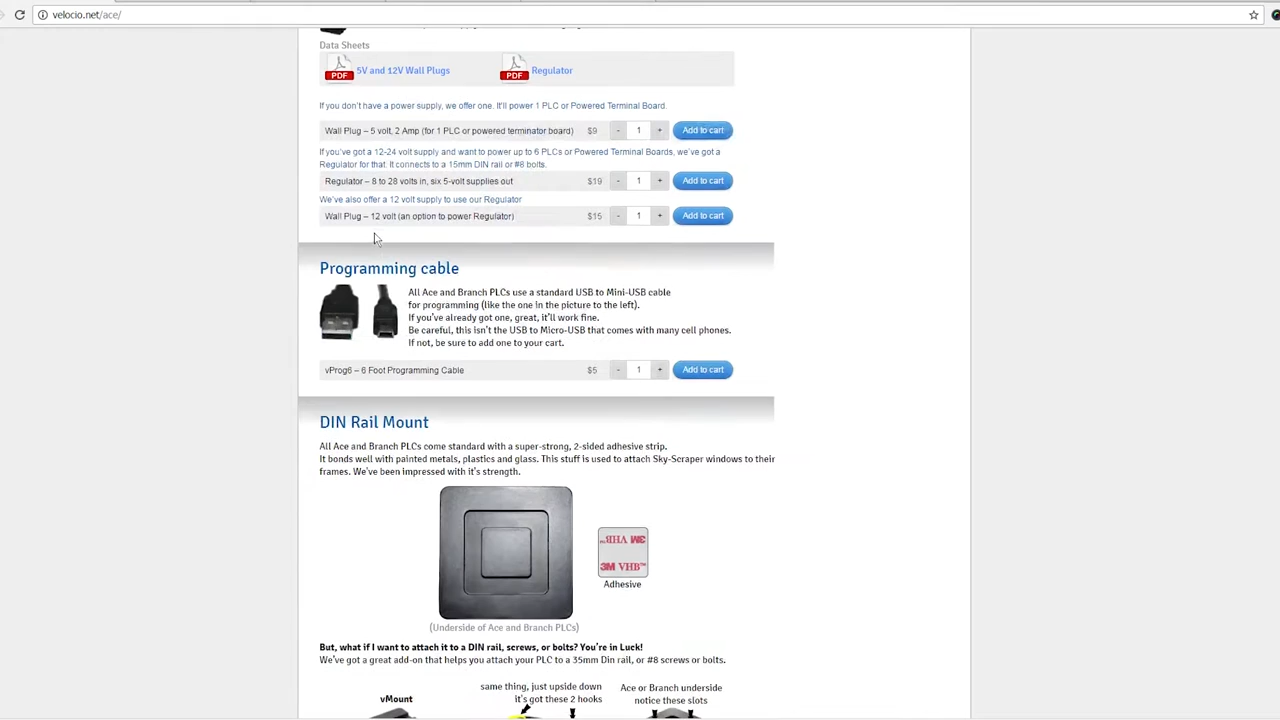 velocio.net/ace/
Data Sheets
PDF 5V and 12V Wall Plugs PDF Regulator
If you don't have a power supply, we offer one. It'll power 1 PLC or Powered Terminal Board.
Wall Plug – 5 volt, 2 Amp (for 1 PLC or powered terminator board) $9 - 1 + Add to cart
If you've got a 12-24 volt supply and want to power up to 6 PLCs or Powered Terminal Boards, we've got a
Regulator for that. It connects to a 15mm DIN rail or #8 bolts.
Regulator – 8 to 28 volts in, six 5-volt supplies out $19 - 1 + Add to cart
We've also offer a 12 volt supply to use our Regulator
Wall Plug – 12 volt (an option to power Regulator) $15 - 1 + Add to cart
Programming cable
All Ace and Branch PLCs use a standard USB to Mini-USB cable
for programming (like the one in the picture to the left).
If you've already got one, great, it'll work fine.
Be careful, this isn't the USB to Micro-USB that comes with many cell phones.
If not, be sure to add one to your cart.
vProg6 – 6 Foot Programming Cable $5 - 1 + Add to cart
DIN Rail Mount
All Ace and Branch PLCs come standard with a super-strong, 2-sided adhesive strip.
It bonds well with painted metals, plastics and glass. This stuff is used to attach Sky-Scraper windows to their
frames. We've been impressed with it's strength.
3M VHB™
3M VHB™
Adhesive
(Underside of Ace and Branch PLCs)
But, what if I want to attach it to a DIN rail, screws, or bolts? You're in Luck!
We've got a great add-on that helps you attach your PLC to a 35mm Din rail, or #8 screws or bolts.
vMount
same thing, just upside down
it's got these 2 hooks
Ace or Branch underside
notice these slots